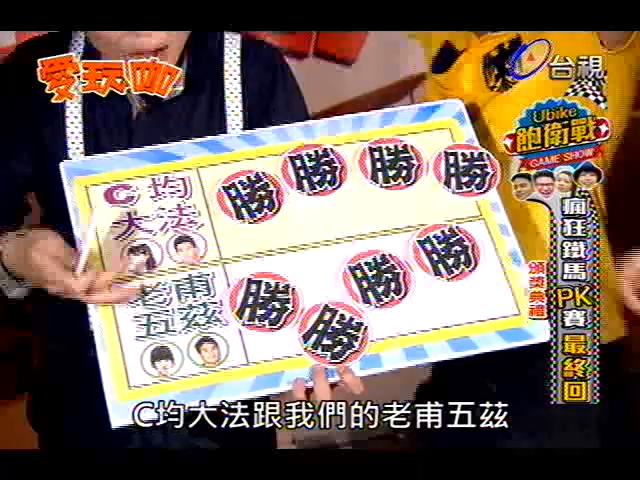 愛玩咖
台視
Ubike
飽衛戰
GAME SHOW
瘋狂鐵馬PK賽 最終回
頒獎典禮
C均
大法
勝 勝 勝 勝
老甫
五茲
勝 勝 勝 勝
C均大法跟我們的老甫五茲